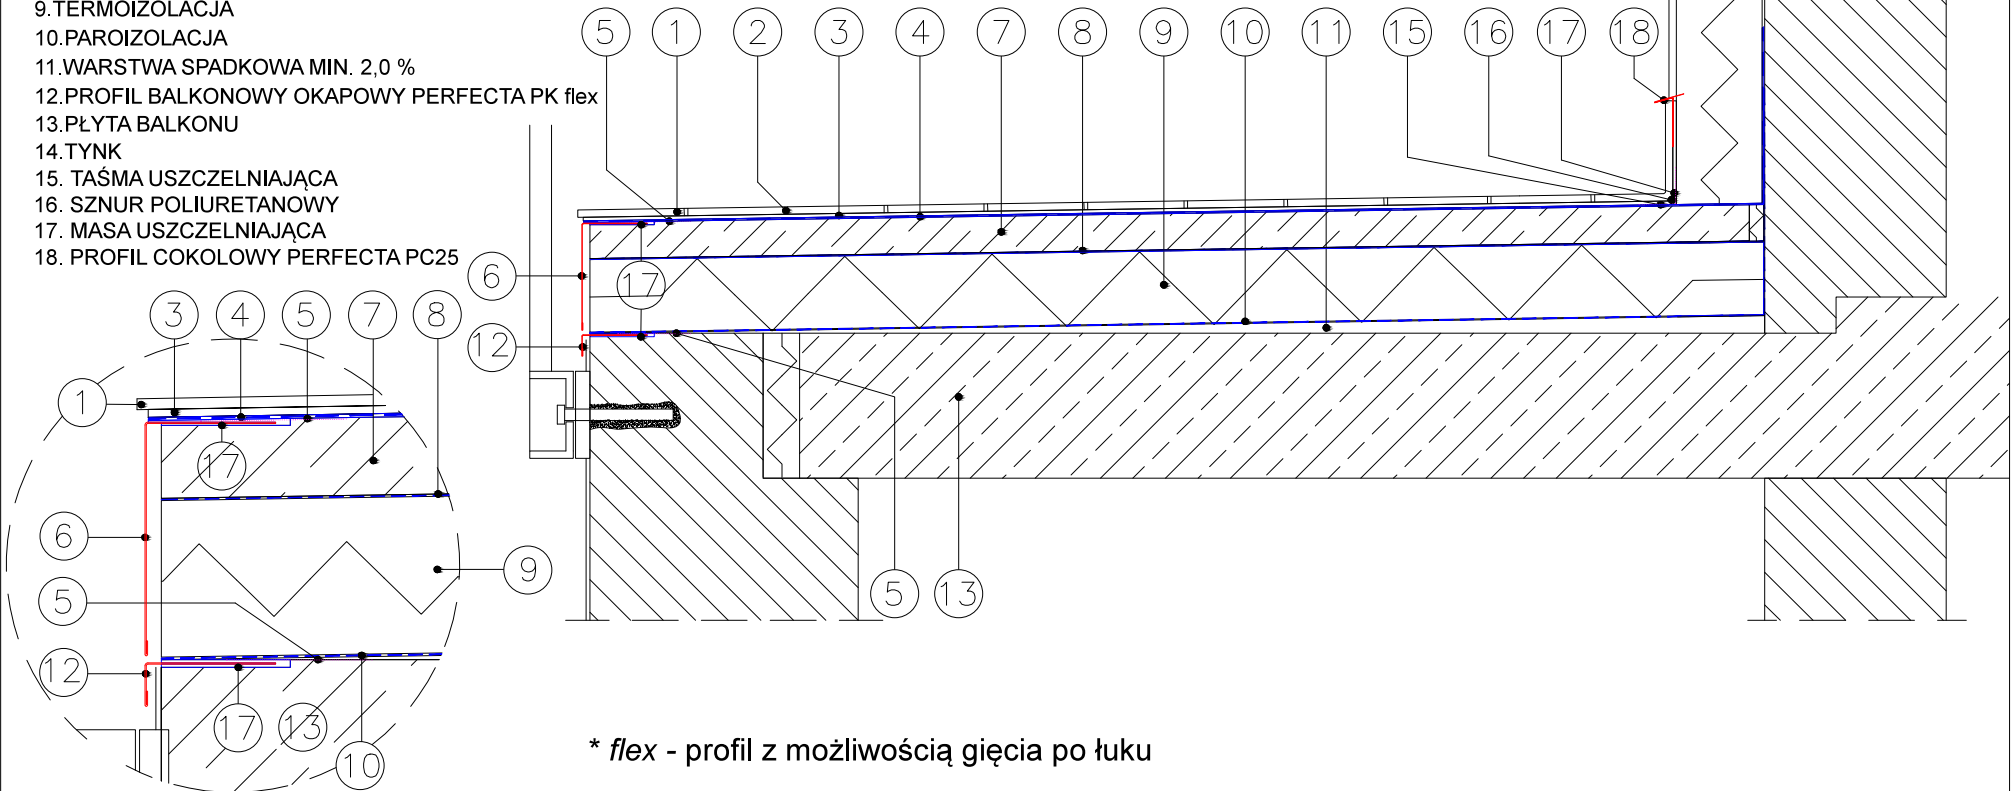 9.TERMOIZOLACJA
10.PAROIZOLACJA
11.WARSTWA SPADKOWA MIN. 2,0 %
12.PROFIL BALKONOWY OKAPOWY PERFECTA PK flex
13.PŁYTA BALKONU
14.TYNK
15. TAŚMA USZCZELNIAJĄCA
16. SZNUR POLIURETANOWY
17. MASA USZCZELNIAJĄCA
18. PROFIL COKOLOWY PERFECTA PC25
5 1 2 3 4 7 8 9 10 11 15 16 17 18
6 17
12
5 13
3 4 5 7 8
1
17
6
9
5
12
17 13
10
* flex - profil z możliwością gięcia po łuku